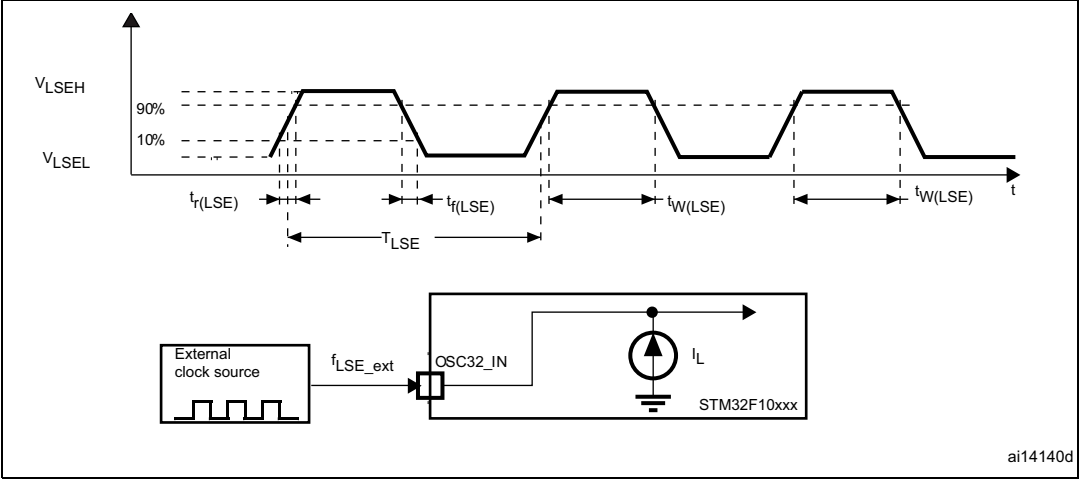 VLSEH
90%
10%
VLSEL
tr(LSE)
tf(LSE)
tW(LSE)
tW(LSE)
t
TLSE
External
clock source
fLSE_ext
OSC32_IN
IL
STM32F10xxx
ai14140d